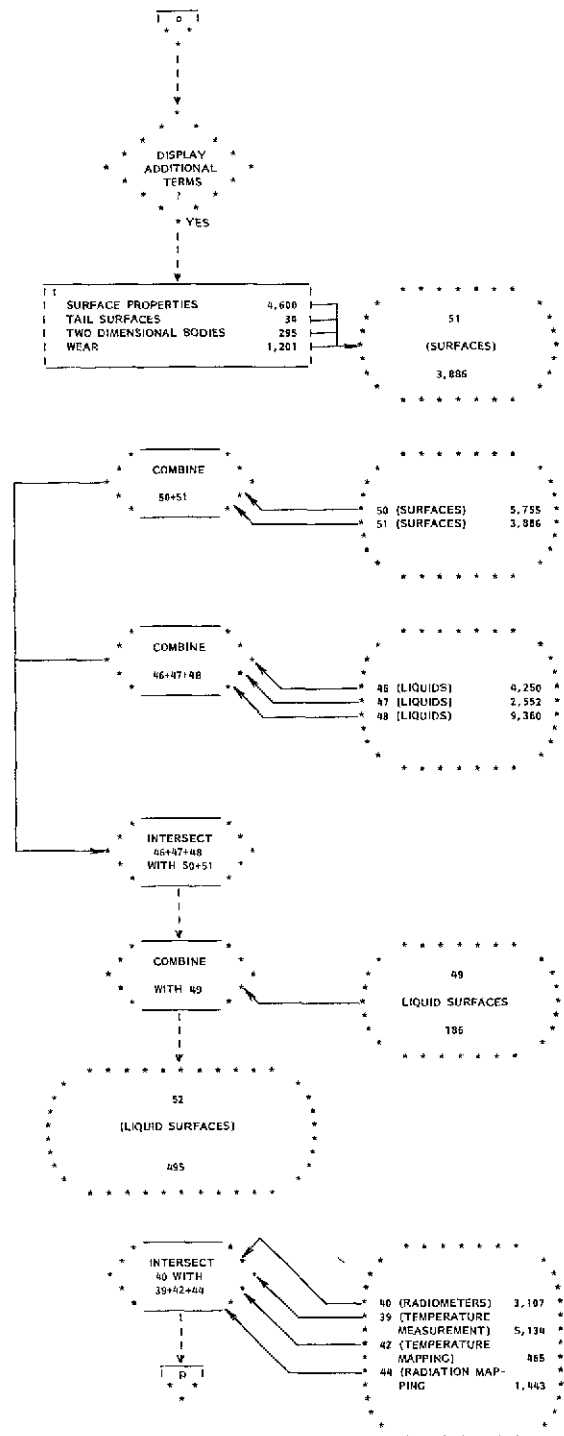 O
DISPLAY
ADDITIONAL
TERMS
?
YES
1
SURFACE PROPERTIES 4,600
TAIL SURFACES 34
TWO DIMENSIONAL BODIES 295
WEAR 1,201
51
(SURFACES)
3,886
COMBINE
50+51
50 (SURFACES) 5,755
51 (SURFACES) 3,886
COMBINE
46+47+48
46 (LIQUIDS) 4,250
47 (LIQUIDS) 2,552
48 (LIQUIDS) 9,360
INTERSECT
46+47+48
WITH 50+51
COMBINE
WITH 49
49
LIQUID SURFACES
186
52
(LIQUID SURFACES)
495
INTERSECT
40 WITH
39+42+44
40 (RADIOMETERS) 3,107
39 (TEMPERATURE
MEASUREMENT) 5,134
42 (TEMPERATURE
MAPPING) 465
44 (RADIATION MAP-
PING 1,443